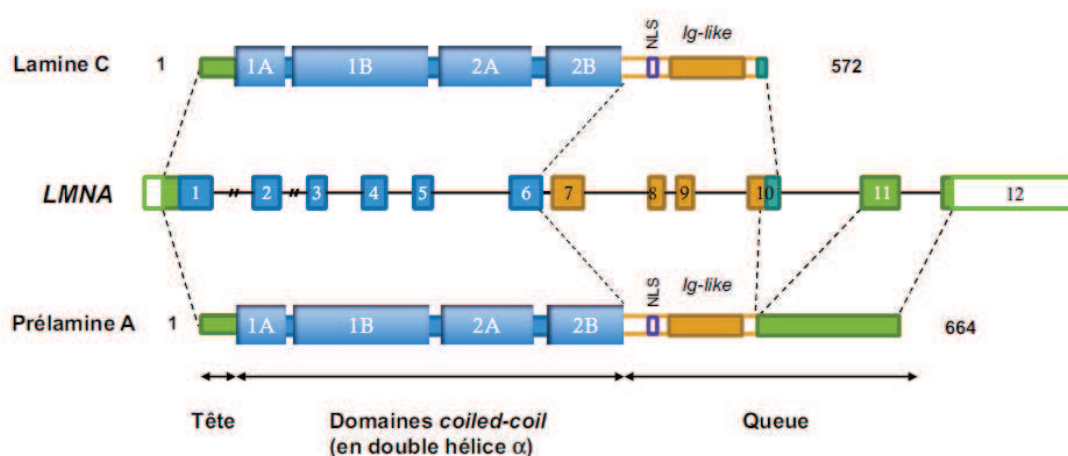 Lamine C 1 1A 1B 2A 2B NLS Ig-like 572
LMNA 1 2 3 4 5 6 7 8 9 10 11 12
Prélamine A 1 1A 1B 2A 2B NLS Ig-like 664
Tête Domaines coiled-coil Queue
(en double hélice α)